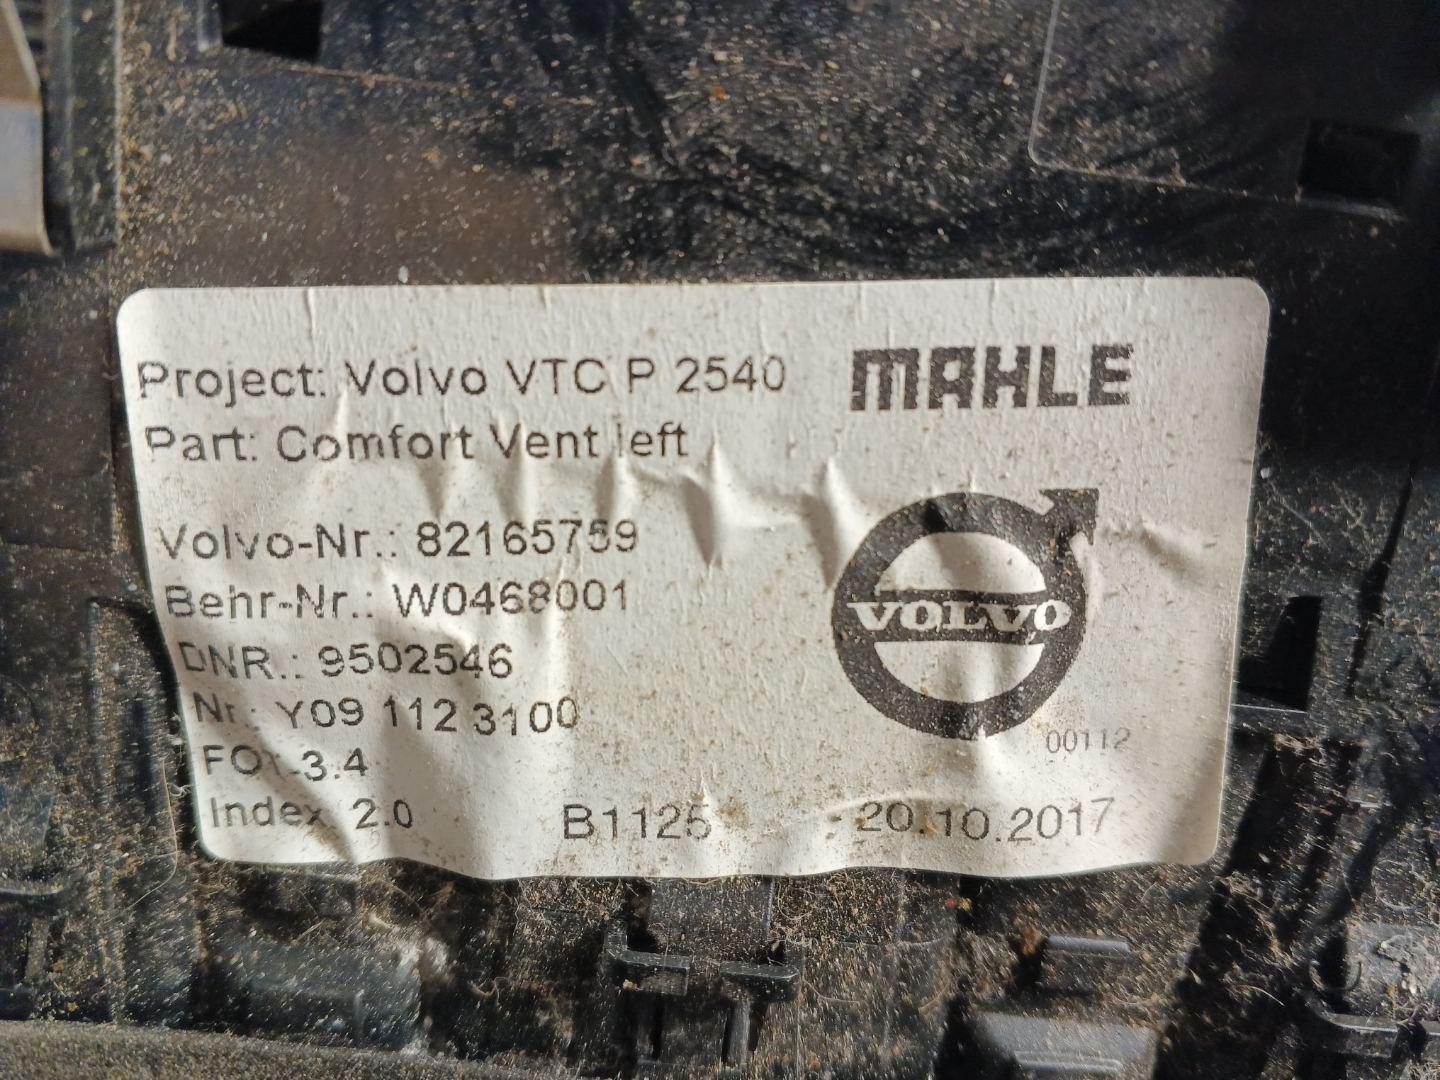 Project: Volvo VTC P 2540
MAHLE
Part: Comfort Vent left
Volvo-Nr.: 82165759
Behr-Nr.: W0468001
VOLVO
DNR.: 9502546
Nr.: Y09 112 3100
00112
3.4
Index 2.0
B1125
20.10.2017